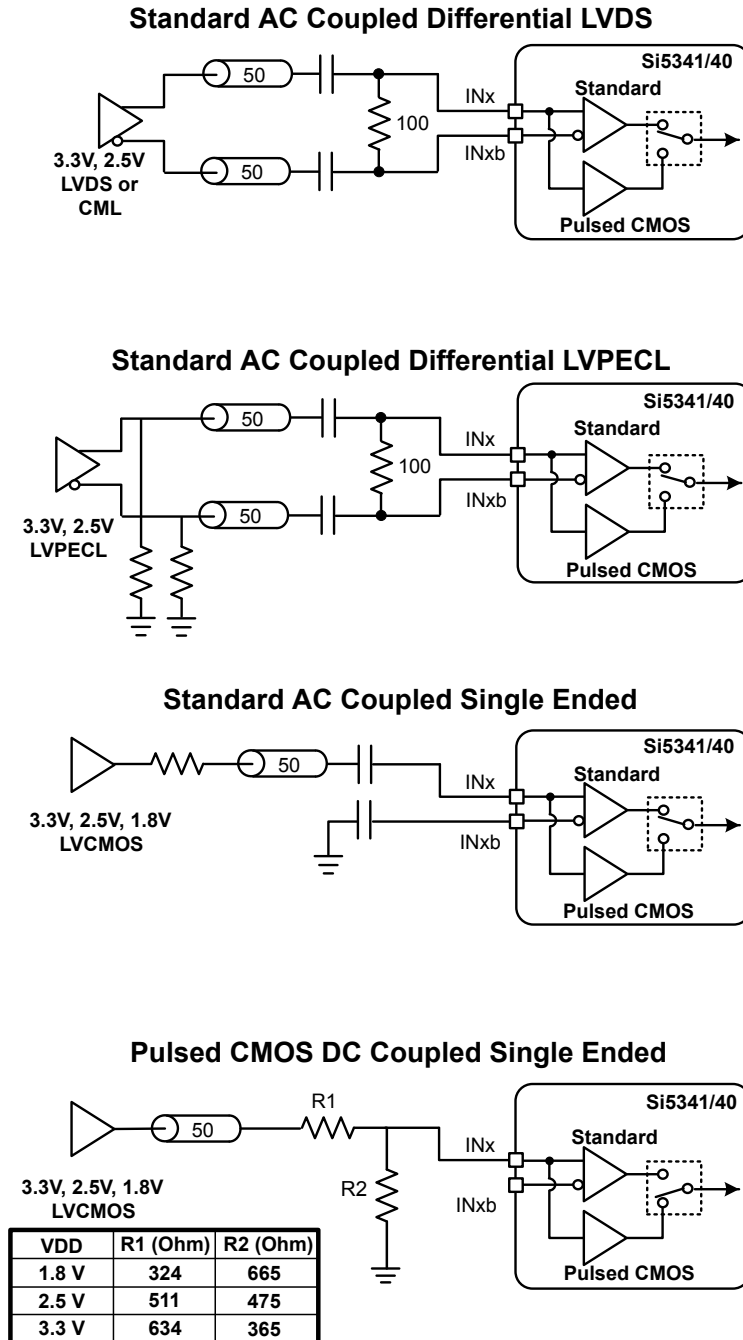 Standard AC Coupled Differential LVDS
Si5341/40
50
INx
Standard
100
3.3V, 2.5V
LVDS or
CML
50
INxb
Pulsed CMOS
Standard AC Coupled Differential LVPECL
Si5341/40
50
INx
Standard
100
50
INxb
3.3V, 2.5V
LVPECL
Pulsed CMOS
Standard AC Coupled Single Ended
Si5341/40
50
INx
Standard
3.3V, 2.5V, 1.8V
LVCMOS
INxb
Pulsed CMOS
Pulsed CMOS DC Coupled Single Ended
Si5341/40
R1
50
INx
Standard
R2
INxb
3.3V, 2.5V, 1.8V
LVCMOS
Pulsed CMOS
VDD R1 (Ohm) R2 (Ohm)
1.8 V 324 665
2.5 V 511 475
3.3 V 634 365